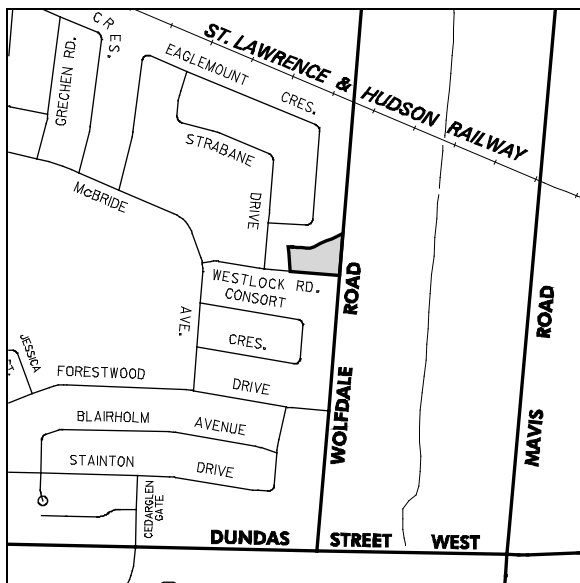 CRES.
GRECHEN RD.
ST. LAWRENCE & HUDSON RAILWAY
EAGLEMOUNT CRES.
STRABANE DRIVE
McBRIDE AVE.
WESTLOCK RD.
CONSORT
CRES.
WOLFDALE ROAD
MAVIS ROAD
JESSICA
CT.
FORESTWOOD DRIVE
BLAIRHOLM AVENUE
STAINTON DRIVE
CEDARGLEN
GATE
DUNDAS STREET WEST